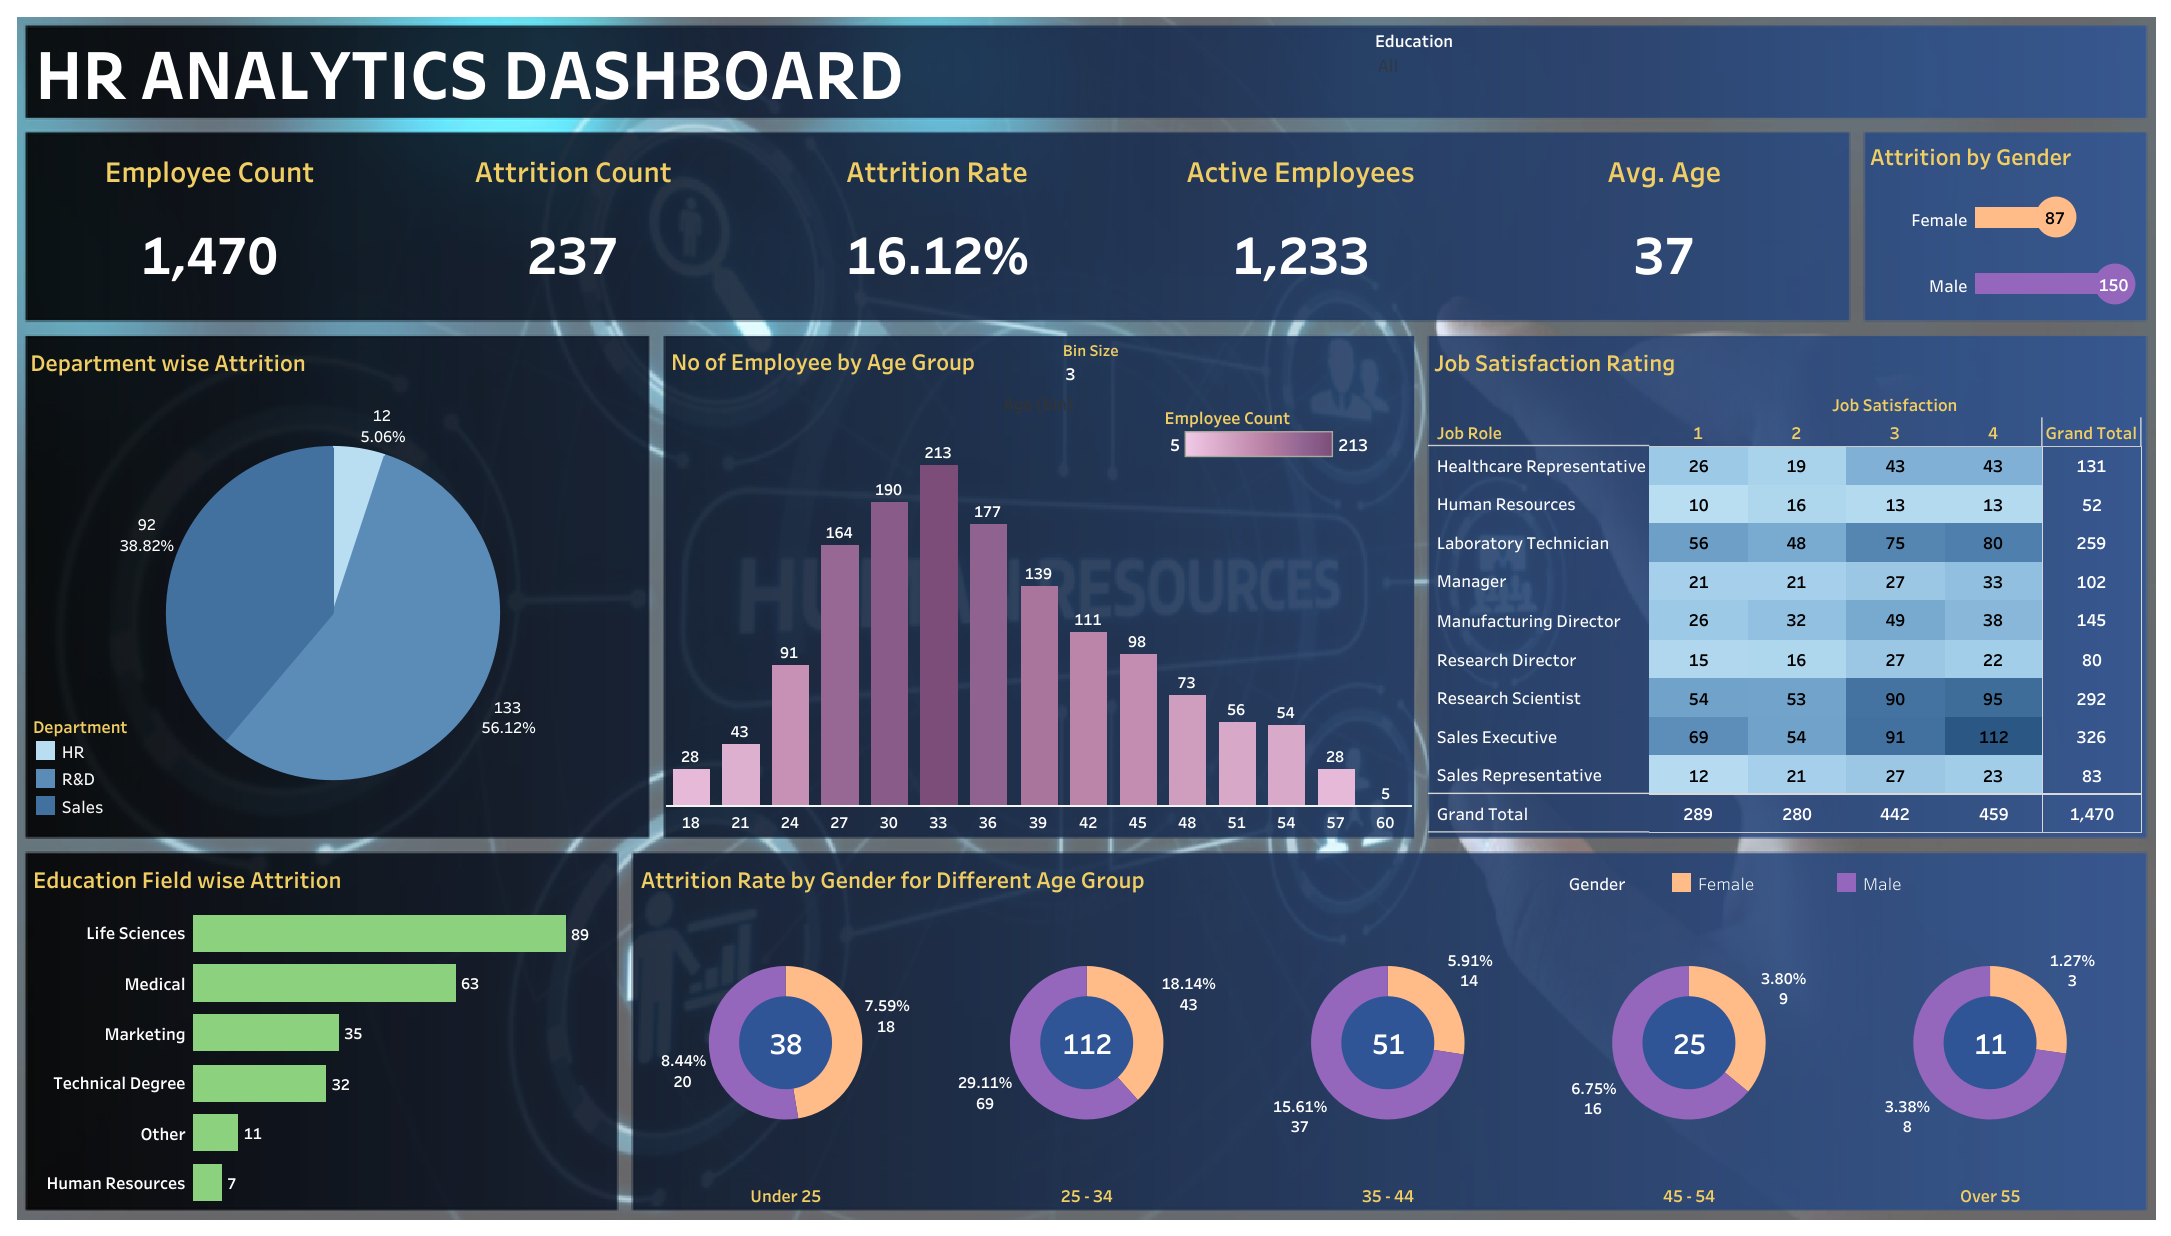 HR ANALYTICS DASHBOARD
Education
All
Employee Count
Attrition Count
Attrition Rate
Active Employees
Avg. Age
1,470
237
16.12%
1,233
37
Attrition by Gender
Female 87
Male 150
Department wise Attrition
12
5.06%
92
38.82%
133
56.12%
Department
HR
R&D
Sales
No of Employee by Age Group
Bin Size
3
Employee Count
5 213
28 43 91 164 190 213 177 139 111 98 73 56 54 28 5
18 21 24 27 30 33 36 39 42 45 48 51 54 57 60
HUMAN RESOURCES
Job Satisfaction Rating
Job Satisfaction
Job Role 1 2 3 4 Grand Total
Healthcare Representative 26 19 43 43 131
Human Resources 10 16 13 13 52
Laboratory Technician 56 48 75 80 259
Manager 21 21 27 33 102
Manufacturing Director 26 32 49 38 145
Research Director 15 16 27 22 80
Research Scientist 54 53 90 95 292
Sales Executive 69 54 91 112 326
Sales Representative 12 21 27 23 83
Grand Total 289 280 442 459 1,470
Education Field wise Attrition
Life Sciences 89
Medical 63
Marketing 35
Technical Degree 32
Other 11
Human Resources 7
Attrition Rate by Gender for Different Age Group
Gender Female Male
7.59%
18
38
8.44%
20
Under 25
18.14%
43
112
29.11%
69
25 - 34
5.91%
14
51
15.61%
37
35 - 44
3.80%
9
25
6.75%
16
45 - 54
1.27%
3
11
3.38%
8
Over 55